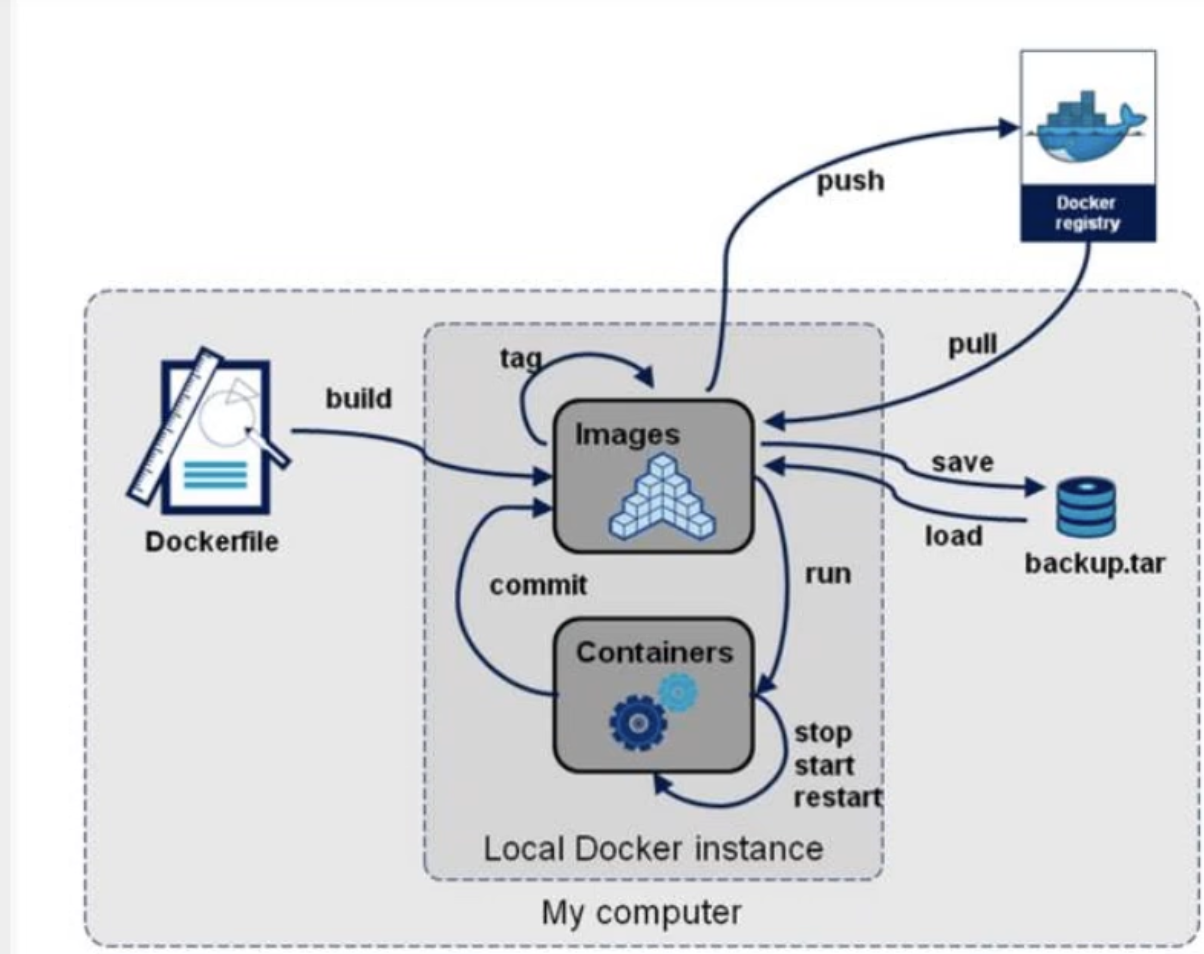 push
Docker
registry
pull
tag
build
Images
save
load
backup.tar
Dockerfile
commit
run
Containers
stop
start
restart
Local Docker instance
My computer